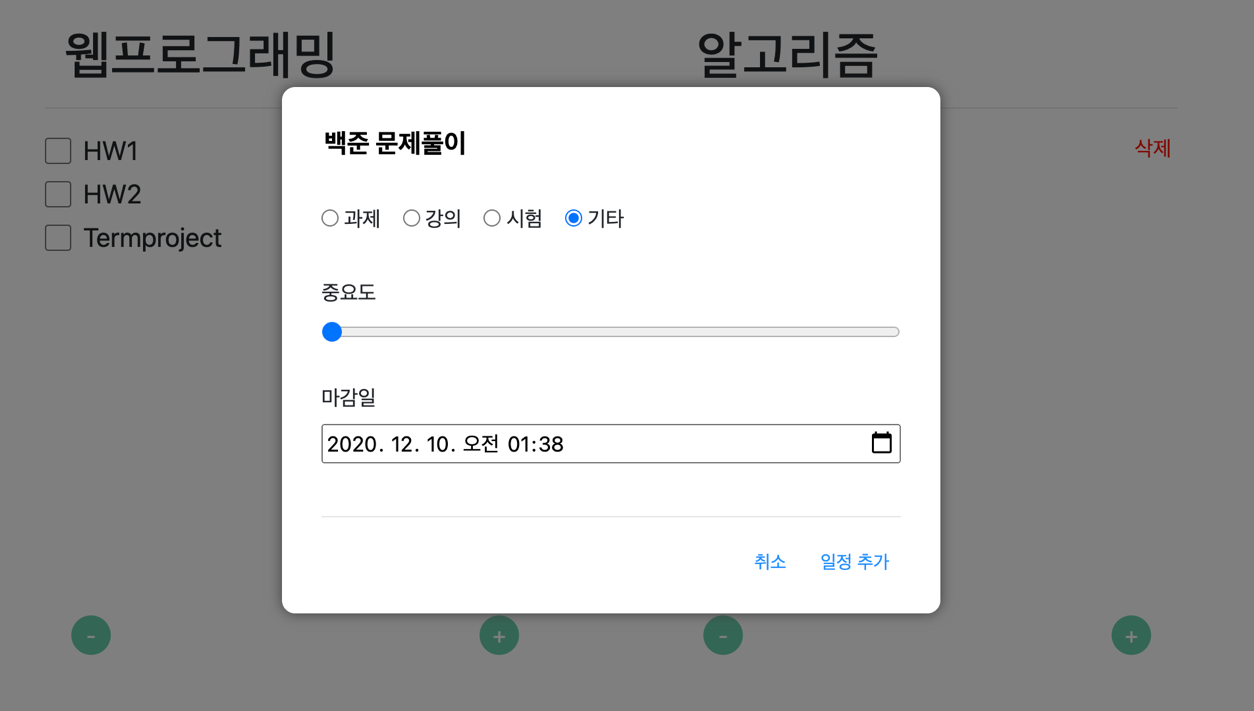 웹프로그래밍
알고리즘
HW1
HW2
Termproject
삭제
백준 문제풀이
과제 강의 시험 기타
중요도
마감일
2020. 12. 10. 오전 01:38
취소 일정 추가
- + - +